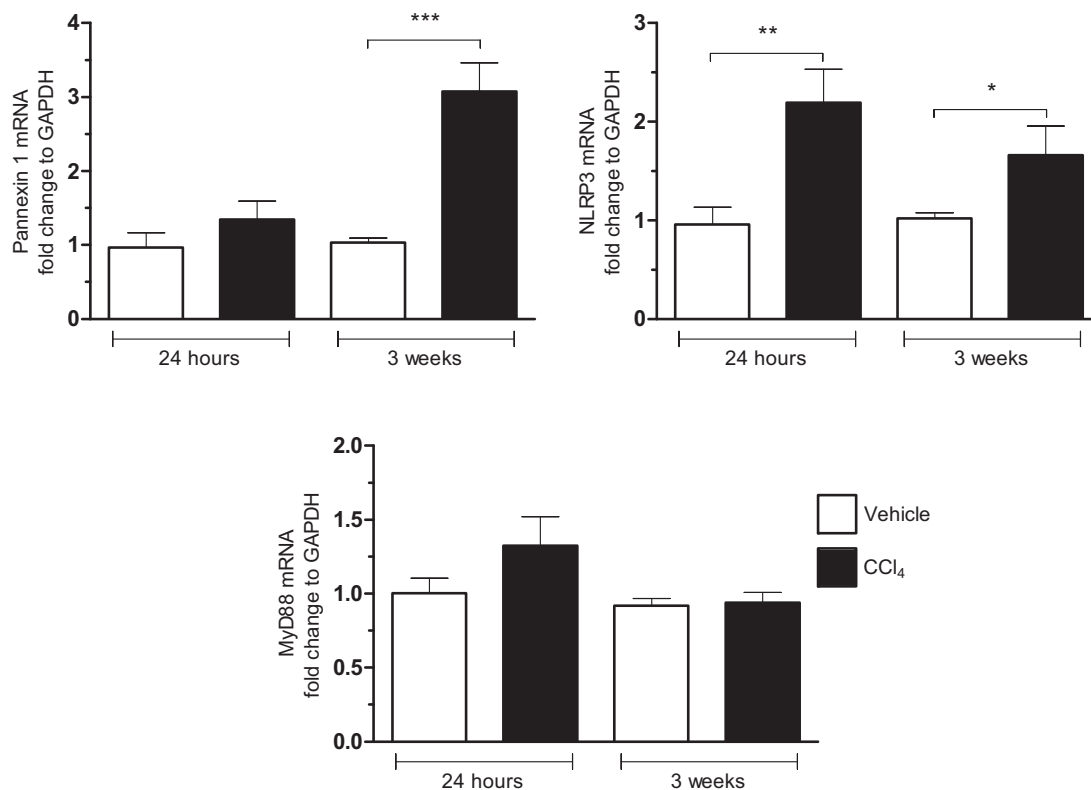 Pannexin 1 mRNA
fold change to GAPDH
4
3
2
1
0
***
24 hours
3 weeks
NLRP3 mRNA
fold change to GAPDH
3
2
1
0
**
*
24 hours
3 weeks
MyD88 mRNA
fold change to GAPDH
2.0
1.5
1.0
0.5
0.0
24 hours
3 weeks
Vehicle
CCl₄